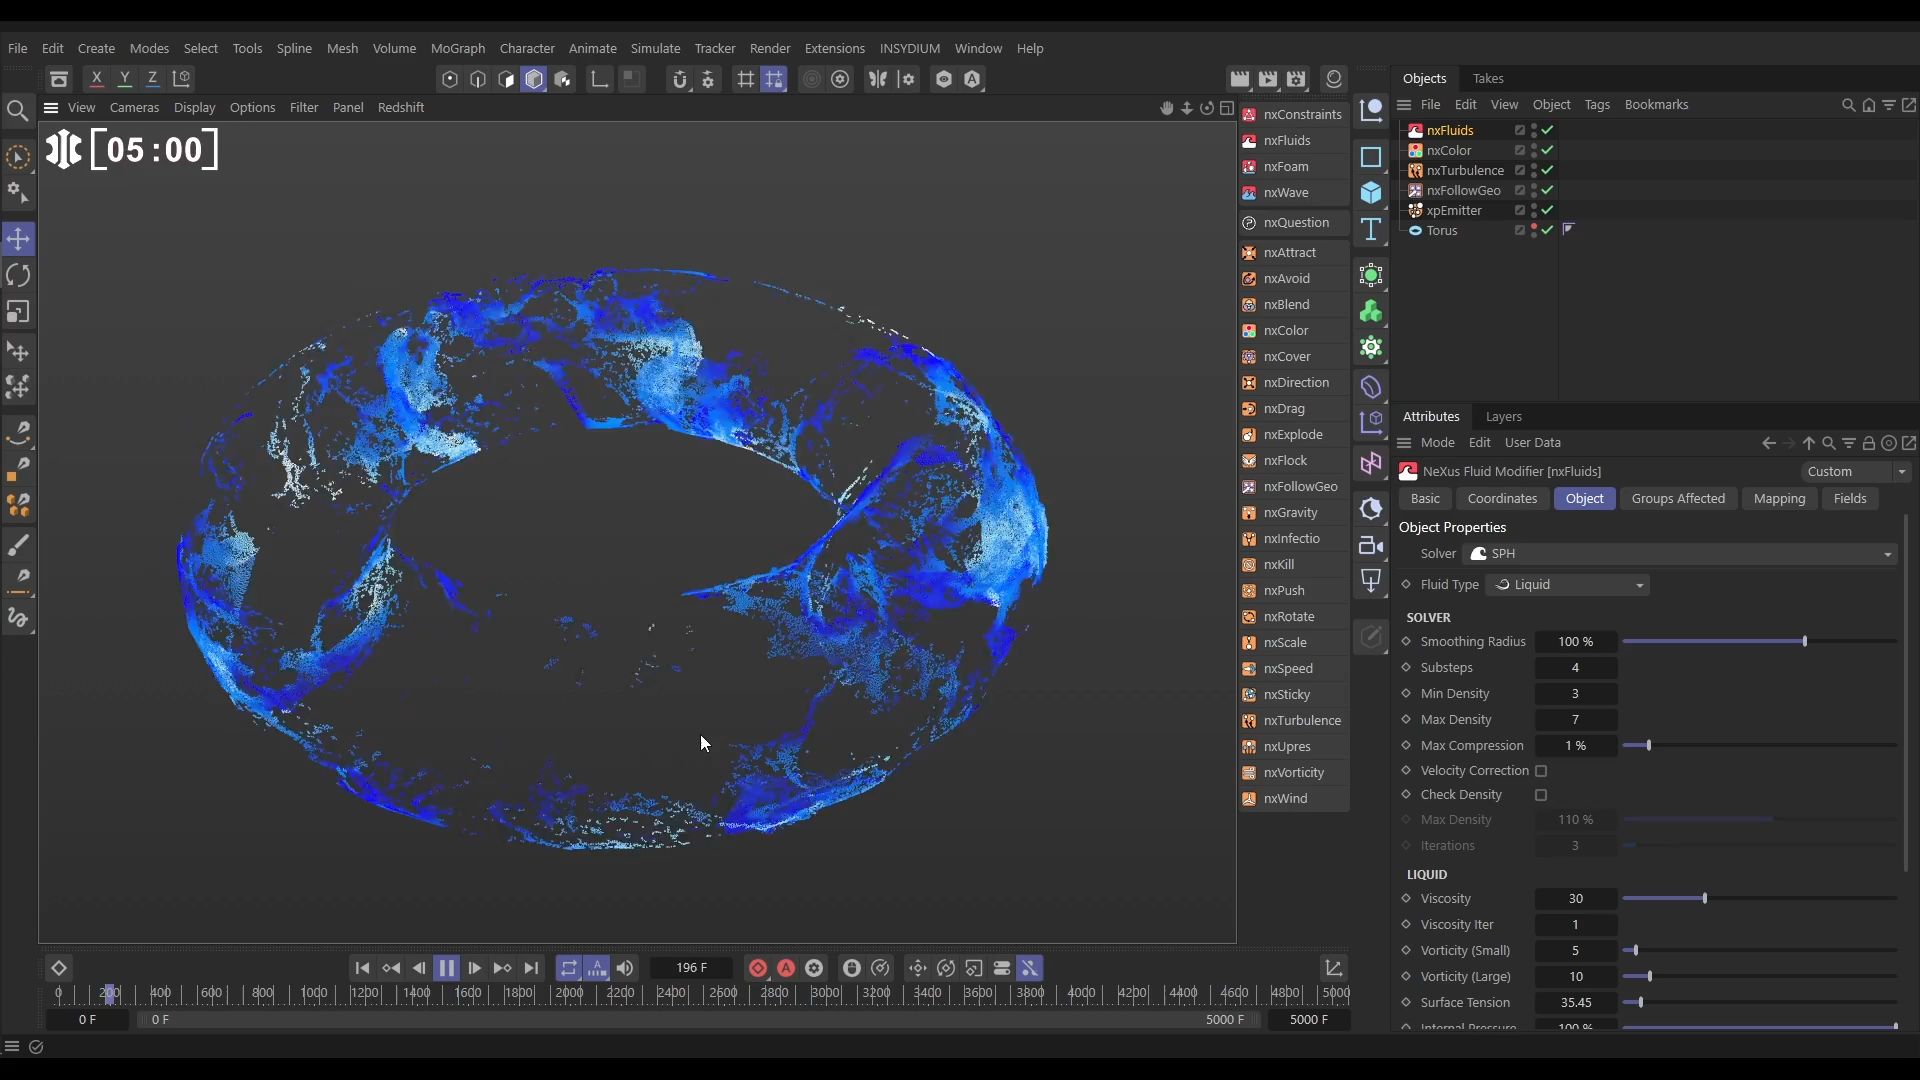 File Edit Create Modes Select Tools Spline Mesh Volume MoGraph Character Animate Simulate Tracker Render Extensions INSYDIUM Window Help
X Y Z
View Cameras Display Options Filter Panel Redshift
[05:00]
nxConstraints
nxFluids
nxFoam
nxWave
nxQuestion
nxAttract
nxAvoid
nxBlend
nxColor
nxCover
nxDirection
nxDrag
nxExplode
nxFlock
nxFollowGeo
nxGravity
nxInfectio
nxKill
nxPush
nxRotate
nxScale
nxSpeed
nxSticky
nxTurbulence
nxUpres
nxVorticity
nxWind
Objects Takes
File Edit View Object Tags Bookmarks
nxFluids
nxColor
nxTurbulence
nxFollowGeo
xpEmitter
Torus
Attributes Layers
Mode Edit User Data
NeXus Fluid Modifier [nxFluids] Custom
Basic Coordinates Object Groups Affected Mapping Fields
Object Properties
Solver SPH
Fluid Type Liquid
SOLVER
Smoothing Radius 100 %
Substeps 4
Min Density 3
Max Density 7
Max Compression 1 %
Velocity Correction
Check Density
Max Density 110 %
Iterations 3
LIQUID
Viscosity 30
Viscosity Iter 1
Vorticity (Small) 5
Vorticity (Large) 10
Surface Tension 35.45
Internal Pressure 100 %
196 F
0 200 400 600 800 1000 1200 1400 1600 1800 2000 2200 2400 2600 2800 3000 3200 3400 3600 3800 4000 4200 4400 4600 4800 5000
0 F 0 F 5000 F 5000 F